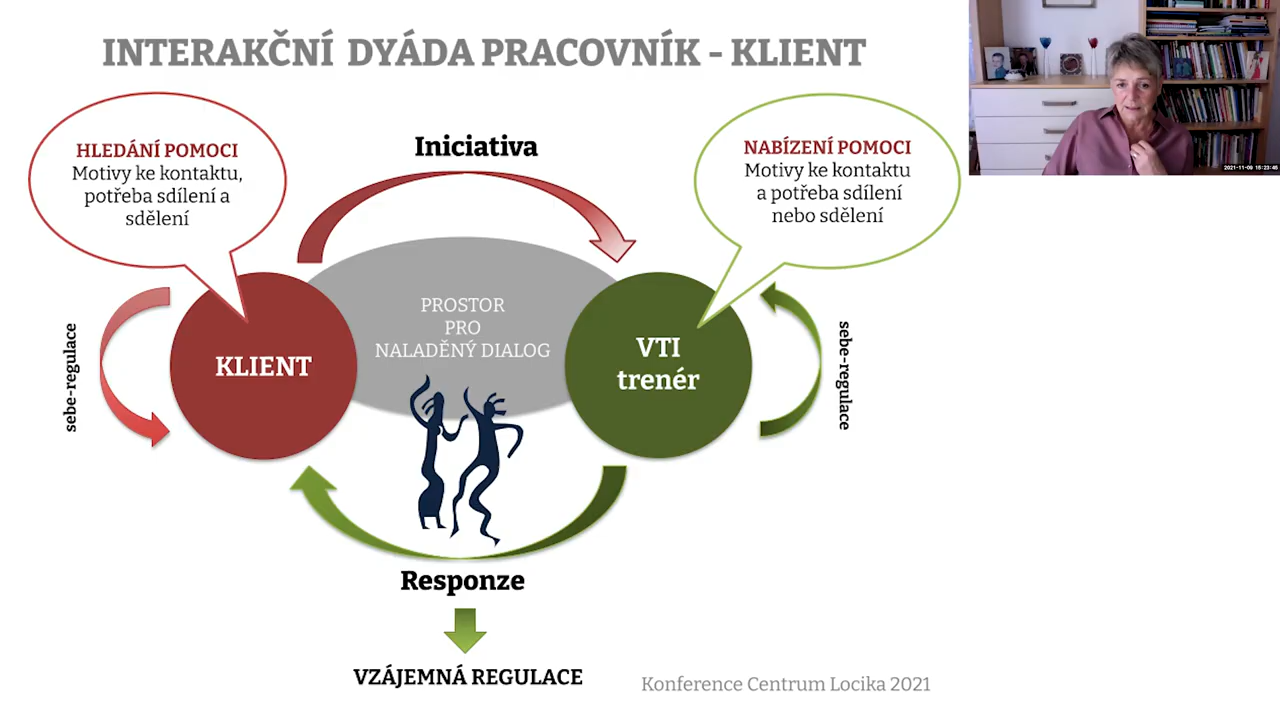 INTERAKČNÍ DYÁDA PRACOVNÍK - KLIENT
HLEDÁNÍ POMOCI
Motivy ke kontaktu,
potřeba sdílení a
sdělení
Iniciativa
NABÍZENÍ POMOCI
Motivy ke kontaktu
a potřeba sdílení
nebo sdělení
sebe-regulace
KLIENT
PROSTOR
PRO
NALADĚNÝ DIALOG
VTI
trenér
sebe-regulace
Responze
VZÁJEMNÁ REGULACE
Konference Centrum Locika 2021